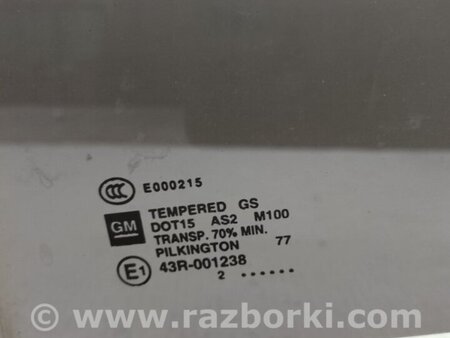 CCC E000215
GM TEMPERED GS
DOT15 AS2 M100
TRANSP. 70% MIN.
PILKINGTON 77
E1 43R-001238
2 ......
www.razborki.com